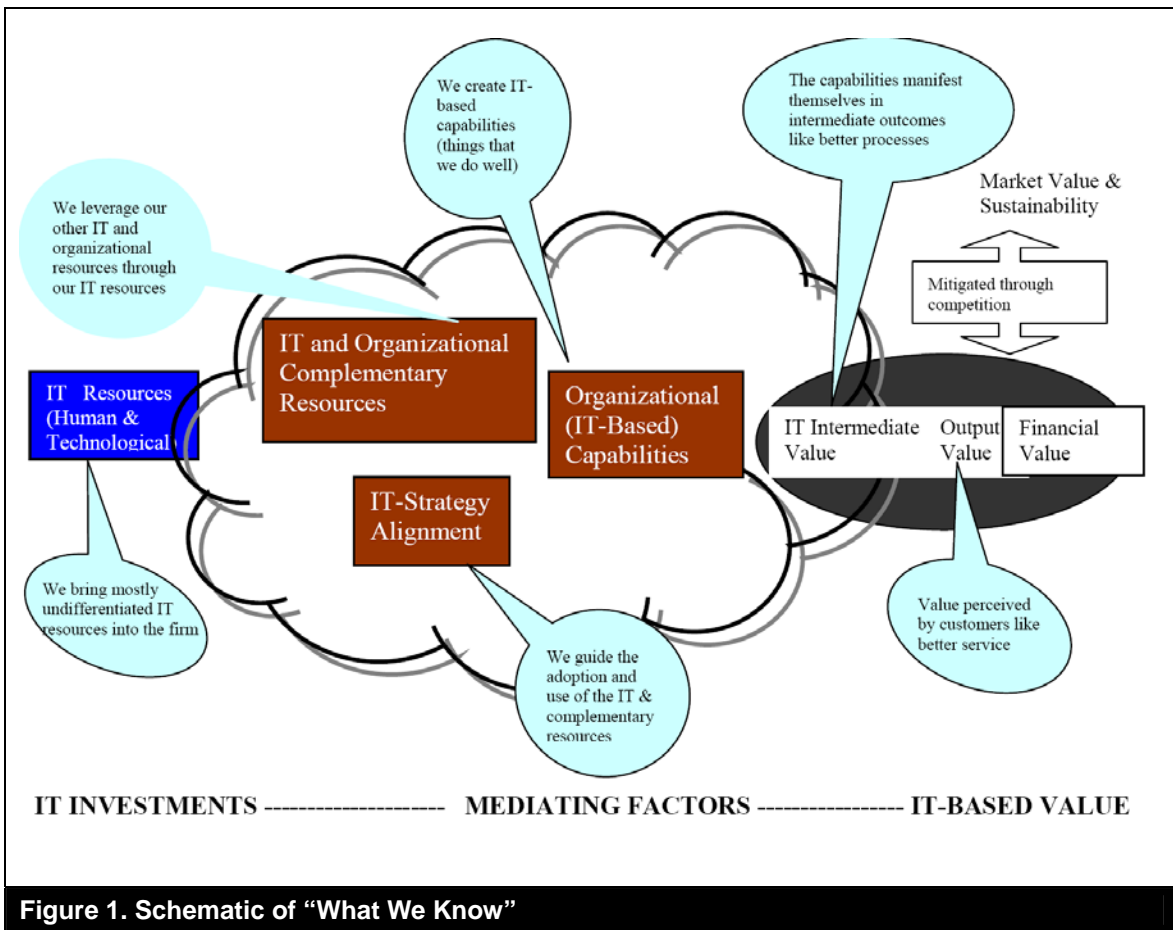 We create IT-
based
capabilities
(things that
we do well)
The capabilities manifest
themselves in
intermediate outcomes
like better processes
Market Value &
Sustainability
We leverage our
other IT and
organizational
resources through
our IT resources
Mitigated through
competition
IT and Organizational
Complementary
Resources
IT Resources
(Human &
Technological)
Organizational
(IT-Based)
Capabilities
IT Intermediate
Value
Output
Value
Financial
Value
IT-Strategy
Alignment
We bring mostly
undifferentiated IT
resources into the firm
Value perceived
by customers like
better service
We guide the
adoption and
use of the IT &
complementary
resources
IT INVESTMENTS -------------------- MEDIATING FACTORS ---------------- IT-BASED VALUE
Figure 1. Schematic of “What We Know”